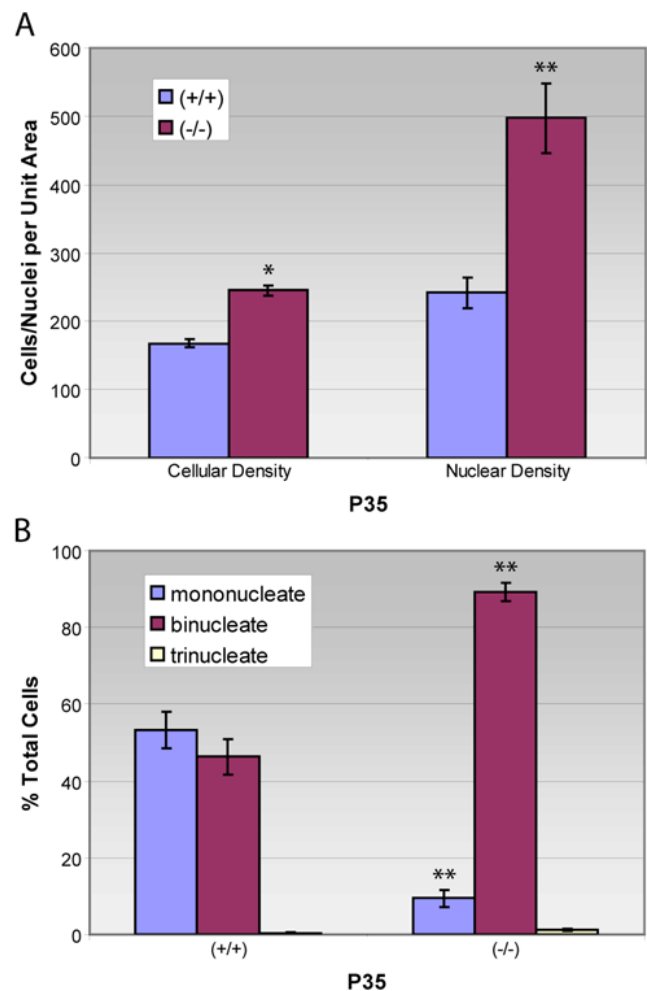 A
600
500
400
300
200
100
0
Cells/Nuclei per Unit Area
(+/+)
(-/-)
*
**
Cellular Density
Nuclear Density
P35
B
100
80
60
40
20
0
% Total Cells
mononucleate
binucleate
trinucleate
**
**
(+/+)
(-/-)
P35